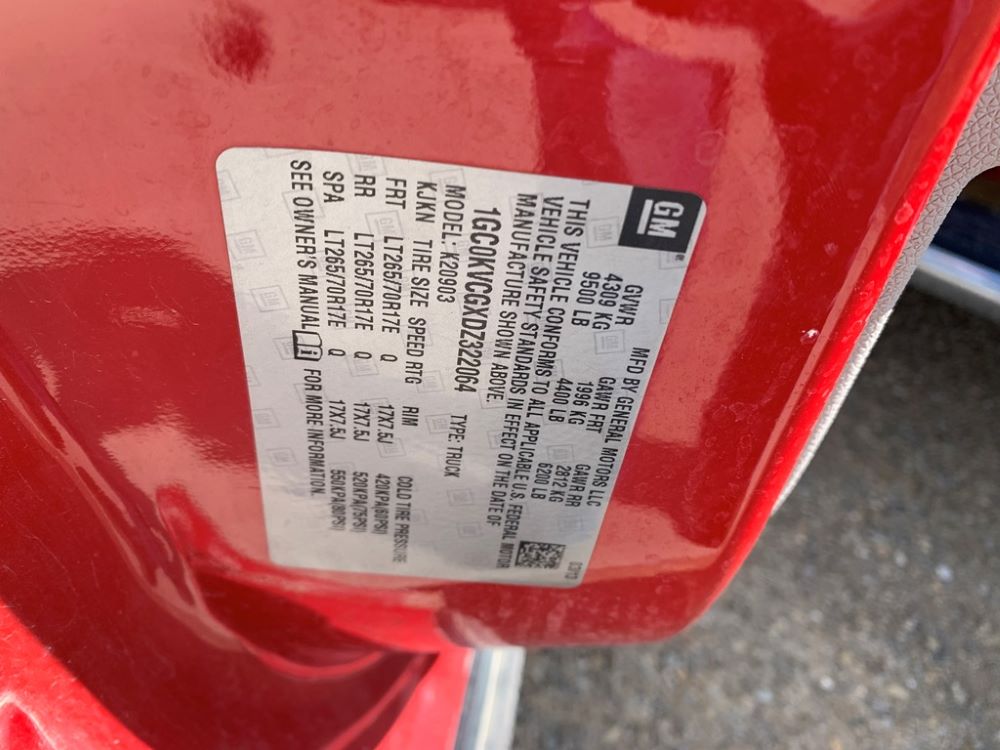 GM
MFD BY GENERAL MOTORS LLC 03/13
GVWR GAWR FRT GAWR RR
4309 KG 1996 KG 2812 KG
9500 LB 4400 LB 6200 LB
THIS VEHICLE CONFORMS TO ALL APPLICABLE U.S. FEDERAL MOTOR
VEHICLE SAFETY STANDARDS IN EFFECT ON THE DATE OF
MANUFACTURE SHOWN ABOVE.
1GC0KVCGXDZ322064 TYPE: TRUCK
MODEL: K20903
KJKN TIRE SIZE SPEED RTG RIM COLD TIRE PRESSURE
FRT LT265/70R17E Q 17X7.5J 420KPA(60PSI)
RR LT265/70R17E Q 17X7.5J 520KPA(75PSI)
SPA LT265/70R17E Q 17X7.5J 550KPA(80PSI)
SEE OWNER'S MANUAL FOR MORE INFORMATION.